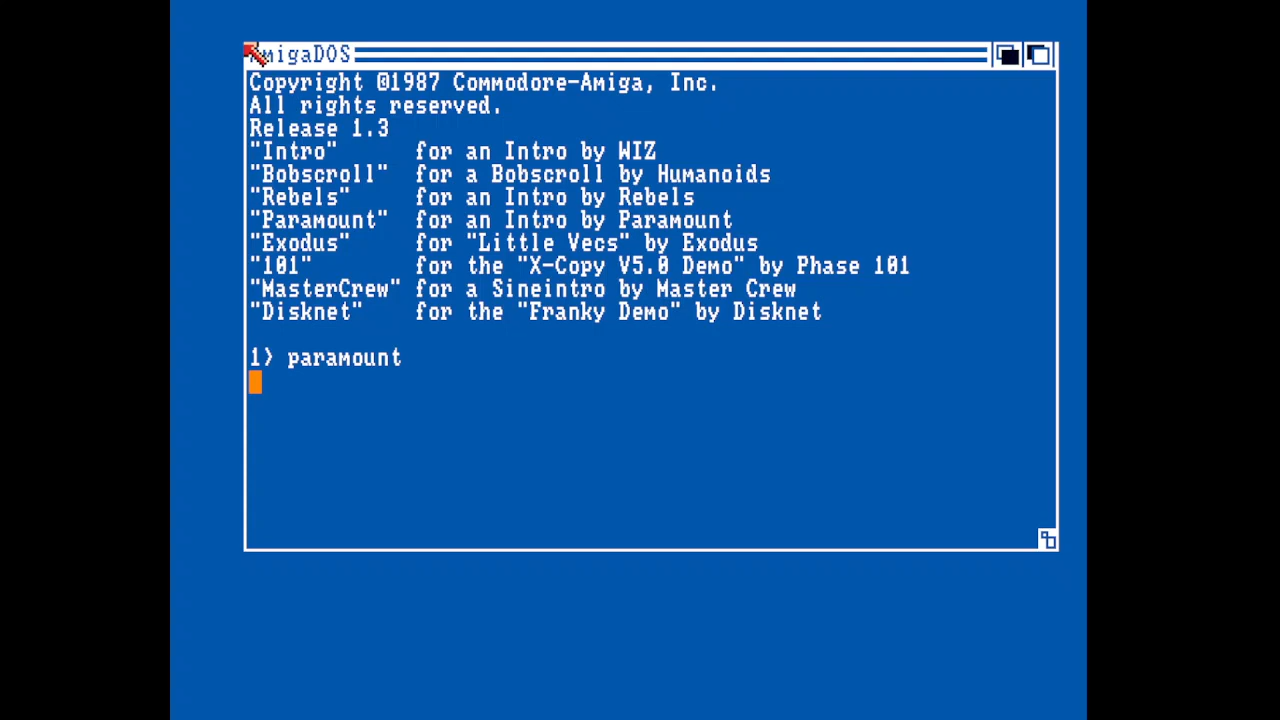 AmigaDOS
Copyright ©1987 Commodore-Amiga, Inc.
All rights reserved.
Release 1.3
"Intro" for an Intro by WIZ
"Bobscroll" for a Bobscroll by Humanoids
"Rebels" for an Intro by Rebels
"Paramount" for an Intro by Paramount
"Exodus" for "Little Vecs" by Exodus
"101" for the "X-Copy V5.0 Demo" by Phase 101
"MasterCrew" for a Sineintro by Master Crew
"Disknet" for the "Franky Demo" by Disknet
1> paramount